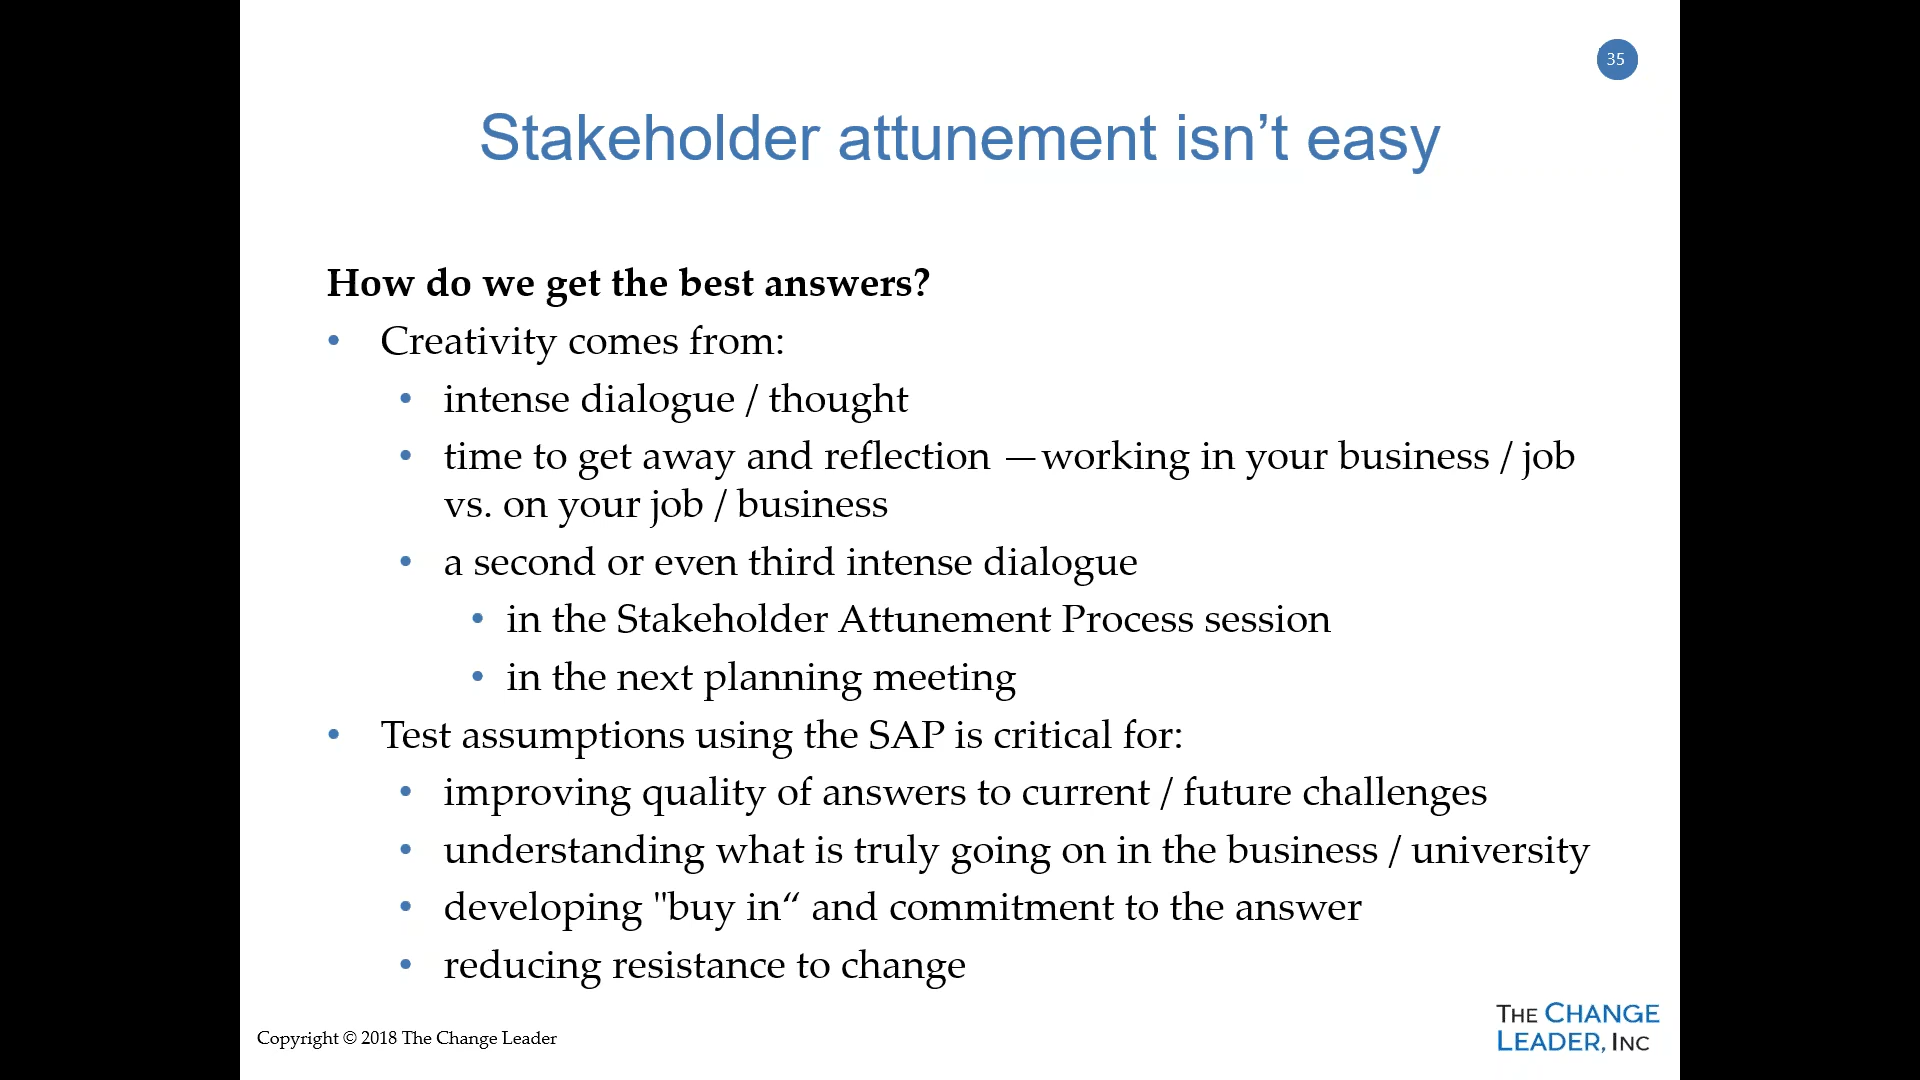 35
Stakeholder attunement isn’t easy
How do we get the best answers?
• Creativity comes from:
• intense dialogue / thought
• time to get away and reflection —working in your business / job
vs. on your job / business
• a second or even third intense dialogue
• in the Stakeholder Attunement Process session
• in the next planning meeting
• Test assumptions using the SAP is critical for:
• improving quality of answers to current / future challenges
• understanding what is truly going on in the business / university
• developing "buy in“ and commitment to the answer
• reducing resistance to change
Copyright © 2018 The Change Leader
THE CHANGE
LEADER, INC